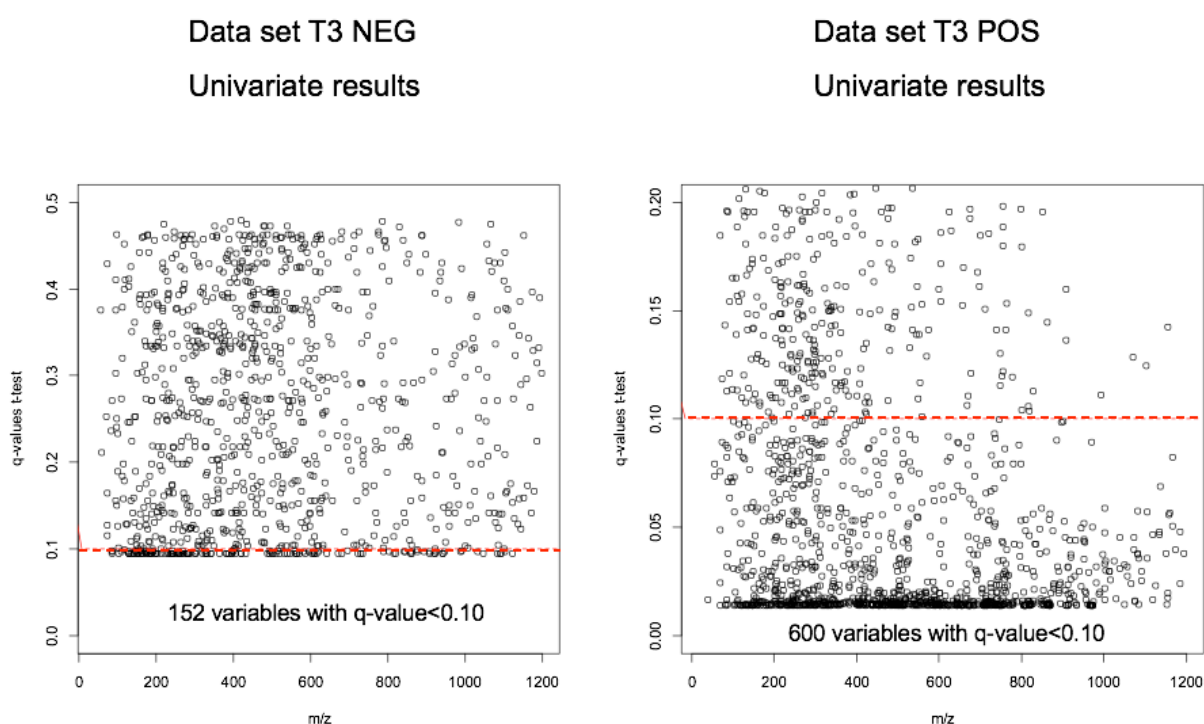 Data set T3 NEG
Univariate results
q-values t-test
0.5
0.4
0.3
0.2
0.1
0.0
152 variables with q-value<0.10
0 200 400 600 800 1000 1200
m/z
Data set T3 POS
Univariate results
q-values t-test
0.20
0.15
0.10
0.05
0.00
600 variables with q-value<0.10
0 200 400 600 800 1000 1200
m/z